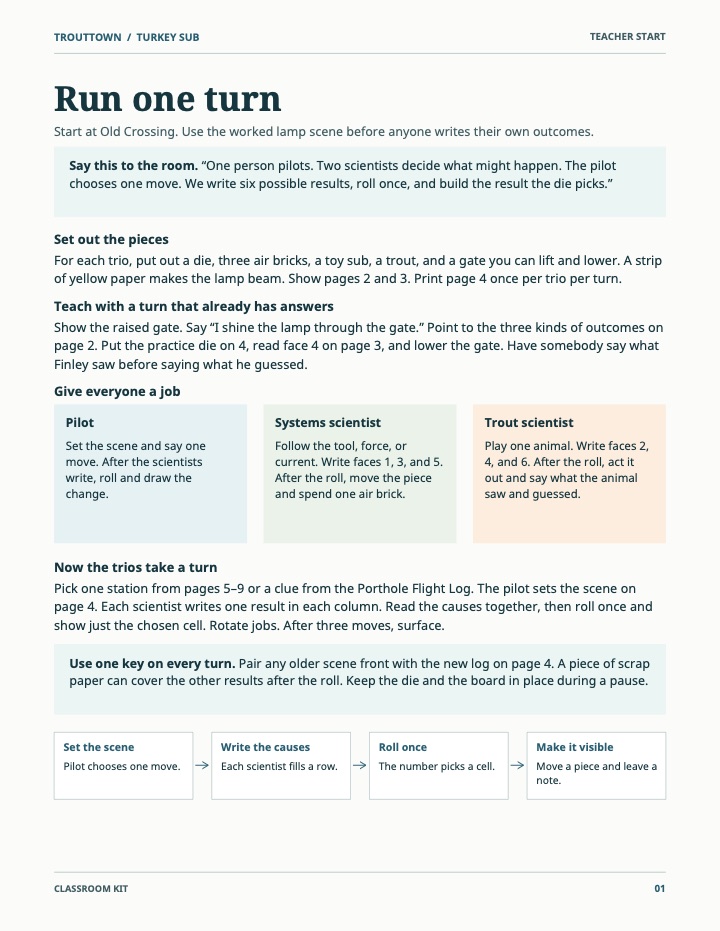 TROUTTOWN / TURKEY SUB
TEACHER START
Run one turn
Start at Old Crossing. Use the worked lamp scene before anyone writes their own outcomes.
Say this to the room. “One person pilots. Two scientists decide what might happen. The pilot
chooses one move. We write six possible results, roll once, and build the result the die picks.”
Set out the pieces
For each trio, put out a die, three air bricks, a toy sub, a trout, and a gate you can lift and lower. A strip
of yellow paper makes the lamp beam. Show pages 2 and 3. Print page 4 once per trio per turn.
Teach with a turn that already has answers
Show the raised gate. Say “I shine the lamp through the gate.” Point to the three kinds of outcomes on
page 2. Put the practice die on 4, read face 4 on page 3, and lower the gate. Have somebody say what
Finley saw before saying what he guessed.
Give everyone a job
Pilot
Set the scene and say one
move. After the scientists
write, roll and draw the
change.
Systems scientist
Follow the tool, force, or
current. Write faces 1, 3, and 5.
After the roll, move the piece
and spend one air brick.
Trout scientist
Play one animal. Write faces 2,
4, and 6. After the roll, act it
out and say what the animal
saw and guessed.
Now the trios take a turn
Pick one station from pages 5–9 or a clue from the Porthole Flight Log. The pilot sets the scene on
page 4. Each scientist writes one result in each column. Read the causes together, then roll once and
show just the chosen cell. Rotate jobs. After three moves, surface.
Use one key on every turn. Pair any older scene front with the new log on page 4. A piece of scrap
paper can cover the other results after the roll. Keep the die and the board in place during a pause.
Set the scene
Pilot chooses one move.
Write the causes
Each scientist fills a row.
Roll once
The number picks a cell.
Make it visible
Move a piece and leave a
note.
CLASSROOM KIT
01